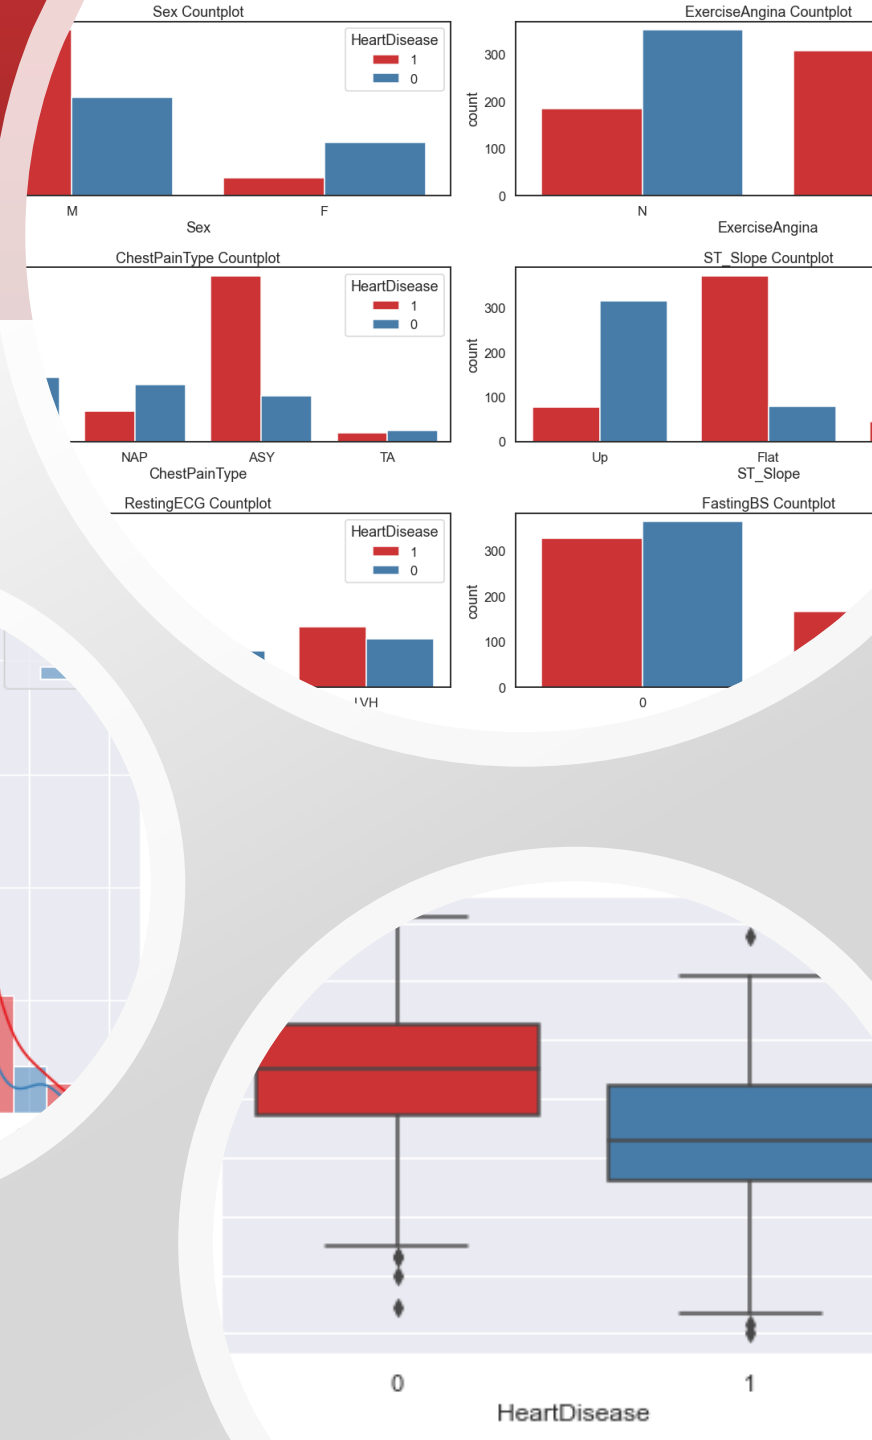 Sex Countplot
HeartDisease
1
0
M
F
Sex
ExerciseAngina Countplot
count
300
200
100
0
N
ExerciseAngina
ChestPainType Countplot
HeartDisease
1
0
NAP
ASY
TA
ChestPainType
ST_Slope Countplot
count
300
200
100
0
Up
Flat
ST_Slope
RestingECG Countplot
HeartDisease
1
0
LVH
FastingBS Countplot
count
300
200
100
0
0
0
1
HeartDisease